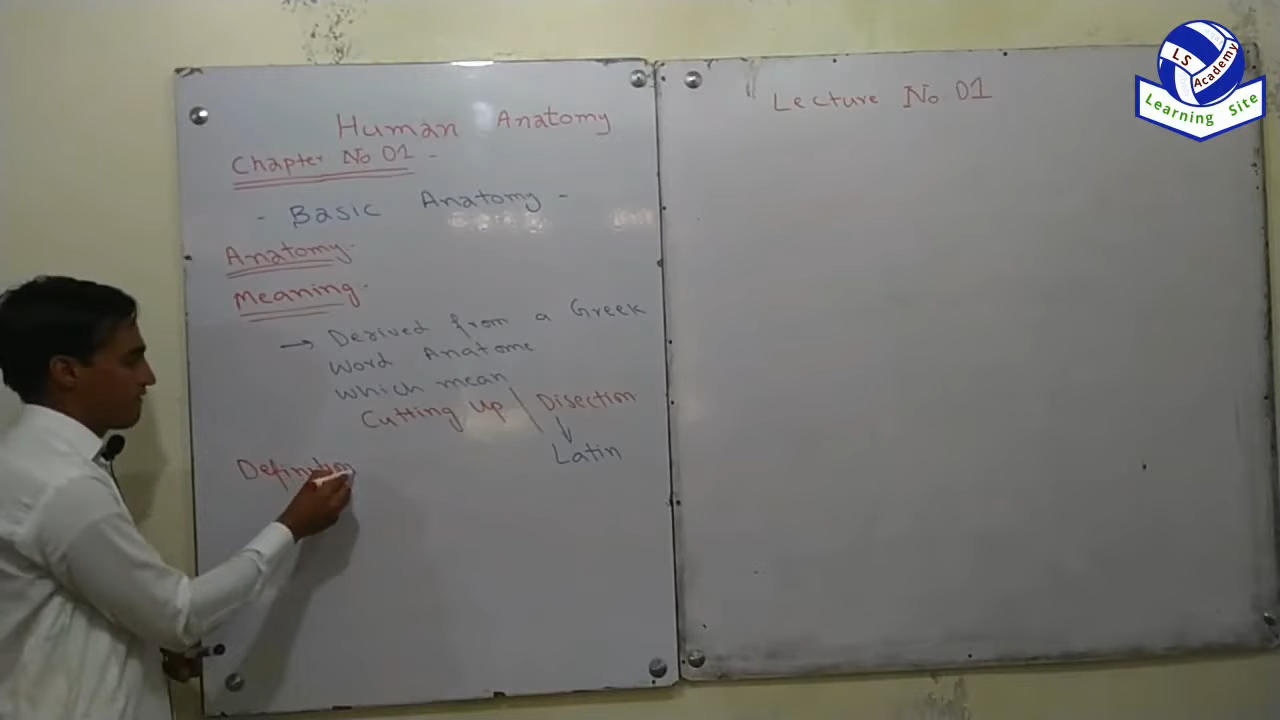 Human Anatomy
Chapter No 01 -
- Basic Anatomy -
Anatomy-
Meaning-
→ Derived from a Greek
Word Anatome
Which mean
Cutting up \ Disection
↓
Latin
Definition
Lecture No 01
LS Academy
Learning Site